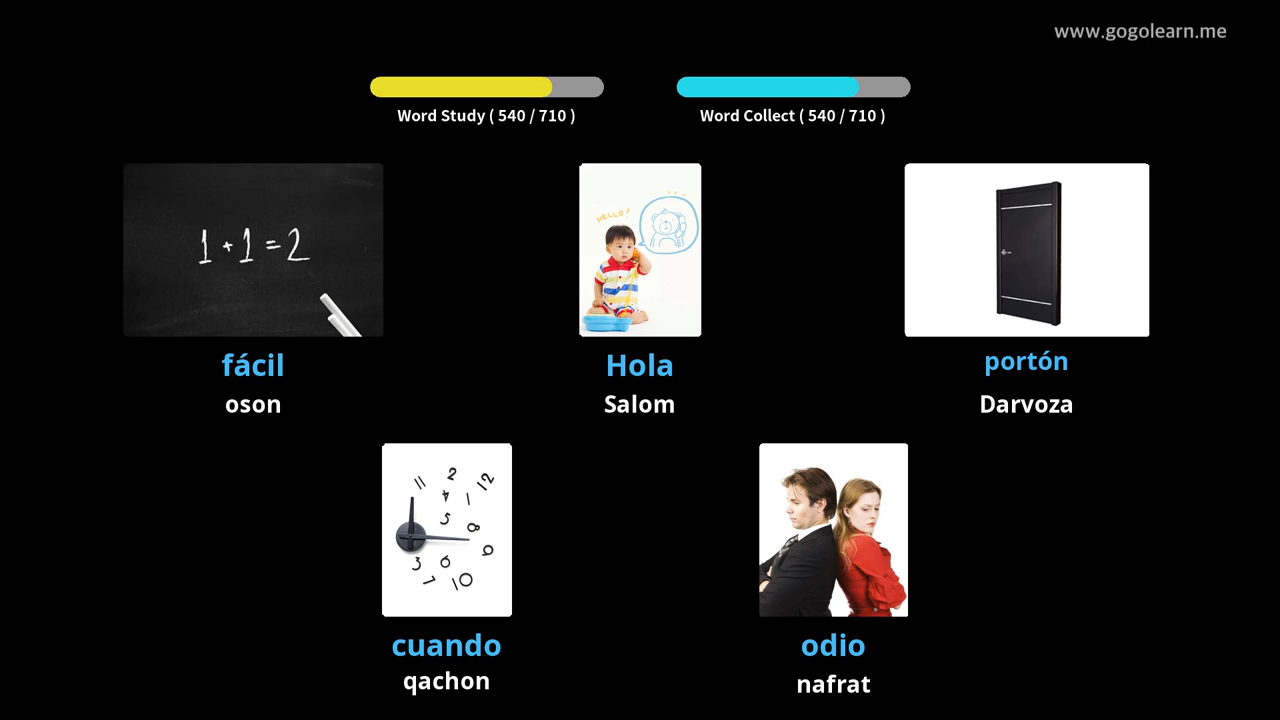 www.gogolearn.me
Word Study ( 540 / 710 )
Word Collect ( 540 / 710 )
1 + 1 = 2
HELLO!
fácil
Hola
portón
oson
Salom
Darvoza
11 2 12
4 1
5 8
9
3 6
7 10
cuando
odio
qachon
nafrat